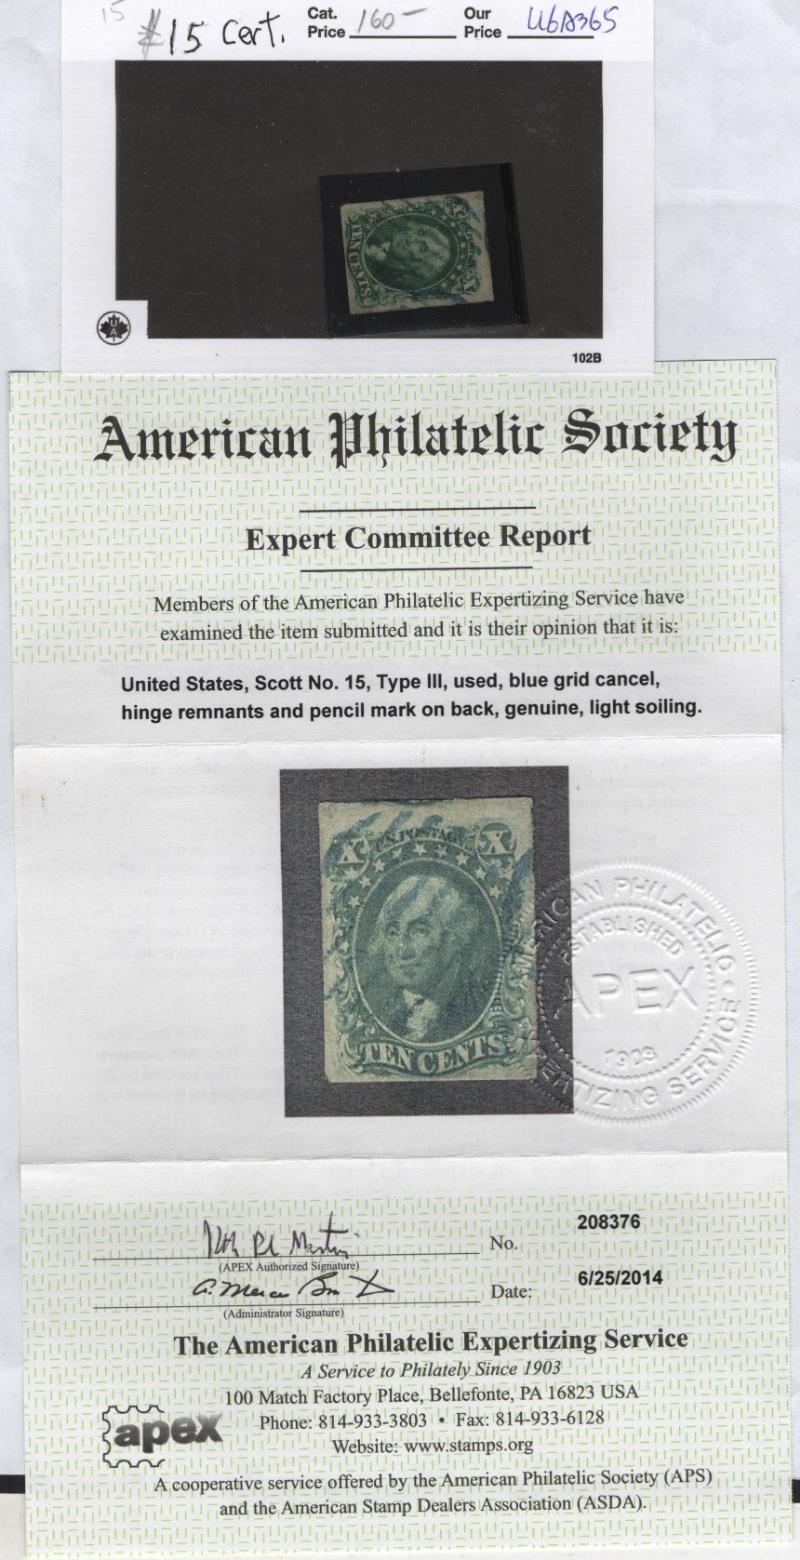 15
#15 Cert.
Cat. Price 160-
Our Price U6A365
102B
American Philatelic Society
Expert Committee Report
Members of the American Philatelic Expertizing Service have
examined the item submitted and it is their opinion that it is:
United States, Scott No. 15, Type III, used, blue grid cancel,
hinge remnants and pencil mark on back, genuine, light soiling.
X U.S. POSTAGE X
TEN CENTS
AMERICAN PHILATELIC
ESTABLISHED
APEX
1903
EXPERTIZING SERVICE
No. 208376
(APEX Authorized Signature)
Date: 6/25/2014
(Administrator Signature)
The American Philatelic Expertizing Service
A Service to Philately Since 1903
100 Match Factory Place, Bellefonte, PA 16823 USA
apex
Phone: 814-933-3803 • Fax: 814-933-6128
Website: www.stamps.org
A cooperative service offered by the American Philatelic Society (APS)
and the American Stamp Dealers Association (ASDA).